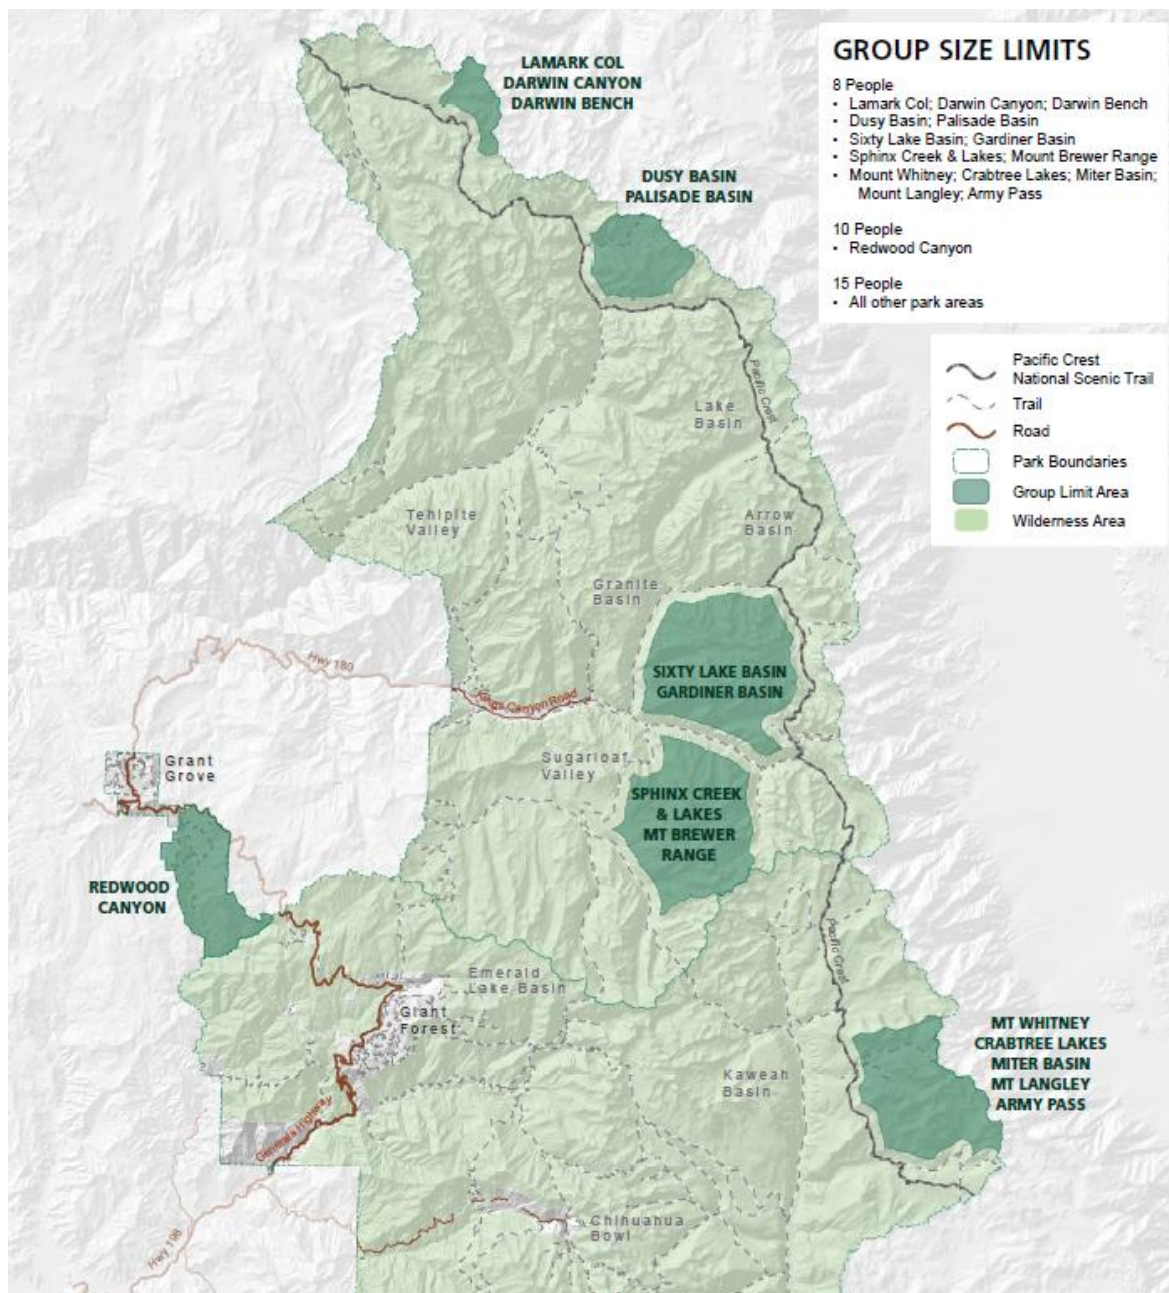 GROUP SIZE LIMITS
8 People
• Lamark Col; Darwin Canyon; Darwin Bench
• Dusy Basin; Palisade Basin
• Sixty Lake Basin; Gardiner Basin
• Sphinx Creek & Lakes; Mount Brewer Range
• Mount Whitney; Crabtree Lakes; Miter Basin;
Mount Langley; Army Pass
10 People
• Redwood Canyon
15 People
• All other park areas
Pacific Crest
National Scenic Trail
Trail
Road
Park Boundaries
Group Limit Area
Wilderness Area
LAMARK COL
DARWIN CANYON
DARWIN BENCH
DUSY BASIN
PALISADE BASIN
Pacific Crest
Lake
Basin
Tehipite
Valley
Arrow
Basin
Granite
Basin
Hwy 180
Kings Canyon Road
SIXTY LAKE BASIN
GARDINER BASIN
Grant
Grove
Sugarloaf
Valley
SPHINX CREEK
& LAKES
MT BREWER
RANGE
REDWOOD
CANYON
Pacific Crest
Emerald
Lake Basin
Giant
Forest
MT WHITNEY
CRABTREE LAKES
MITER BASIN
MT LANGLEY
ARMY PASS
Kaweah
Basin
Generals Highway
Hwy 198
Chihuahua
Bowl